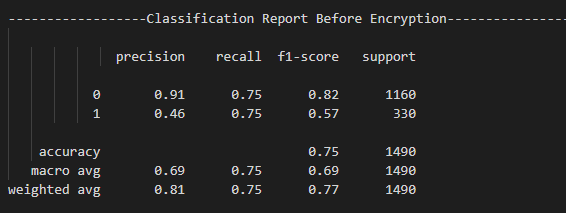 ------------------Classification Report Before Encryption----------------
precision recall f1-score support
0 0.91 0.75 0.82 1160
1 0.46 0.75 0.57 330
accuracy 0.75 1490
macro avg 0.69 0.75 0.69 1490
weighted avg 0.81 0.75 0.77 1490